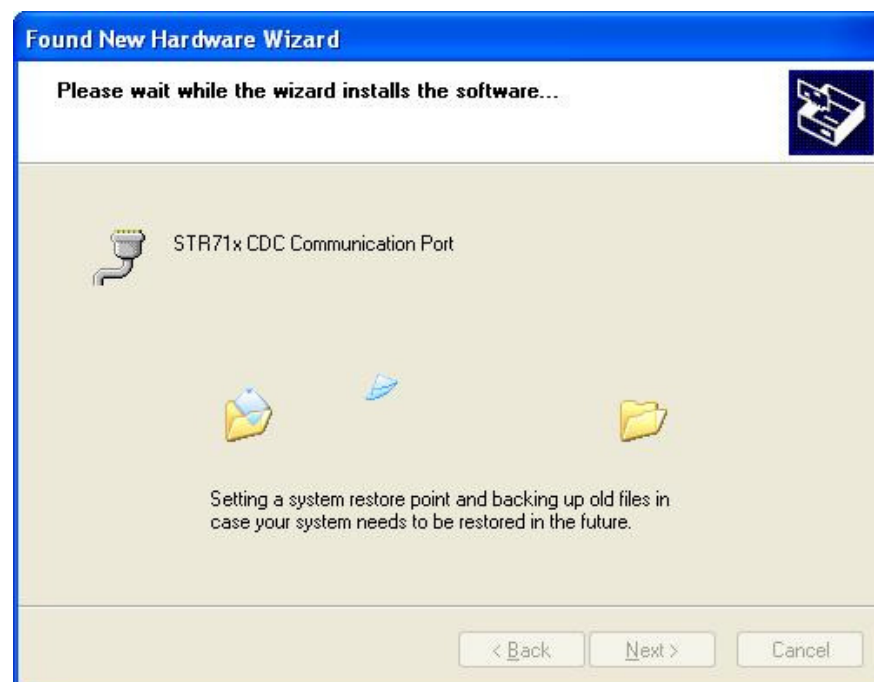 Found New Hardware Wizard
Please wait while the wizard installs the software...
STR71x CDC Communication Port
Setting a system restore point and backing up old files in
case your system needs to be restored in the future.
< Back Next > Cancel